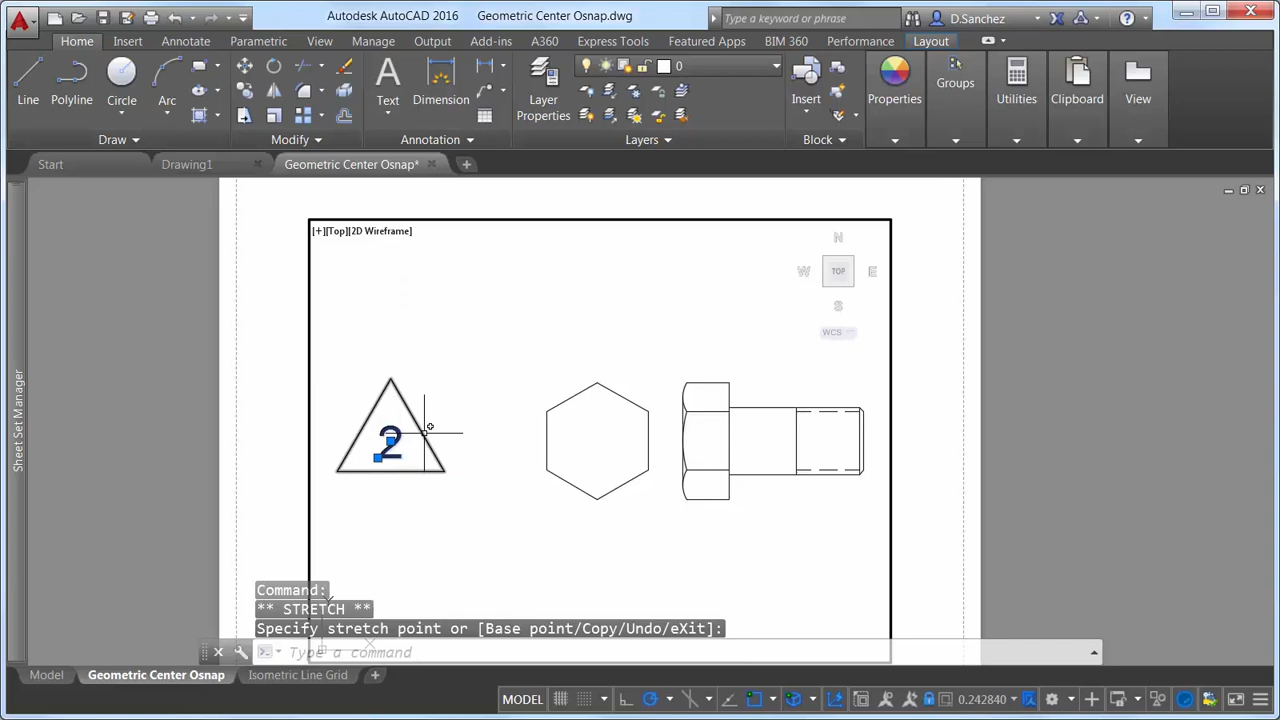 Autodesk AutoCAD 2016 Geometric Center Osnap.dwg
Type a keyword or phrase
D.Sanchez
Home Insert Annotate Parametric View Manage Output Add-ins A360 Express Tools Featured Apps BIM 360 Performance Layout
Line Polyline Circle Arc
Text Dimension
Layer Properties
0
Insert
Properties Groups Utilities Clipboard View
Draw Modify Annotation Layers Block
Start Drawing1 Geometric Center Osnap*
Sheet Set Manager
[+][Top][2D Wireframe]
N
W TOP E
S
WCS
2
Command:
** STRETCH **
Specify stretch point or [Base point/Copy/Undo/eXit]:
Type a command
Model Geometric Center Osnap Isometric Line Grid
MODEL 0.242840